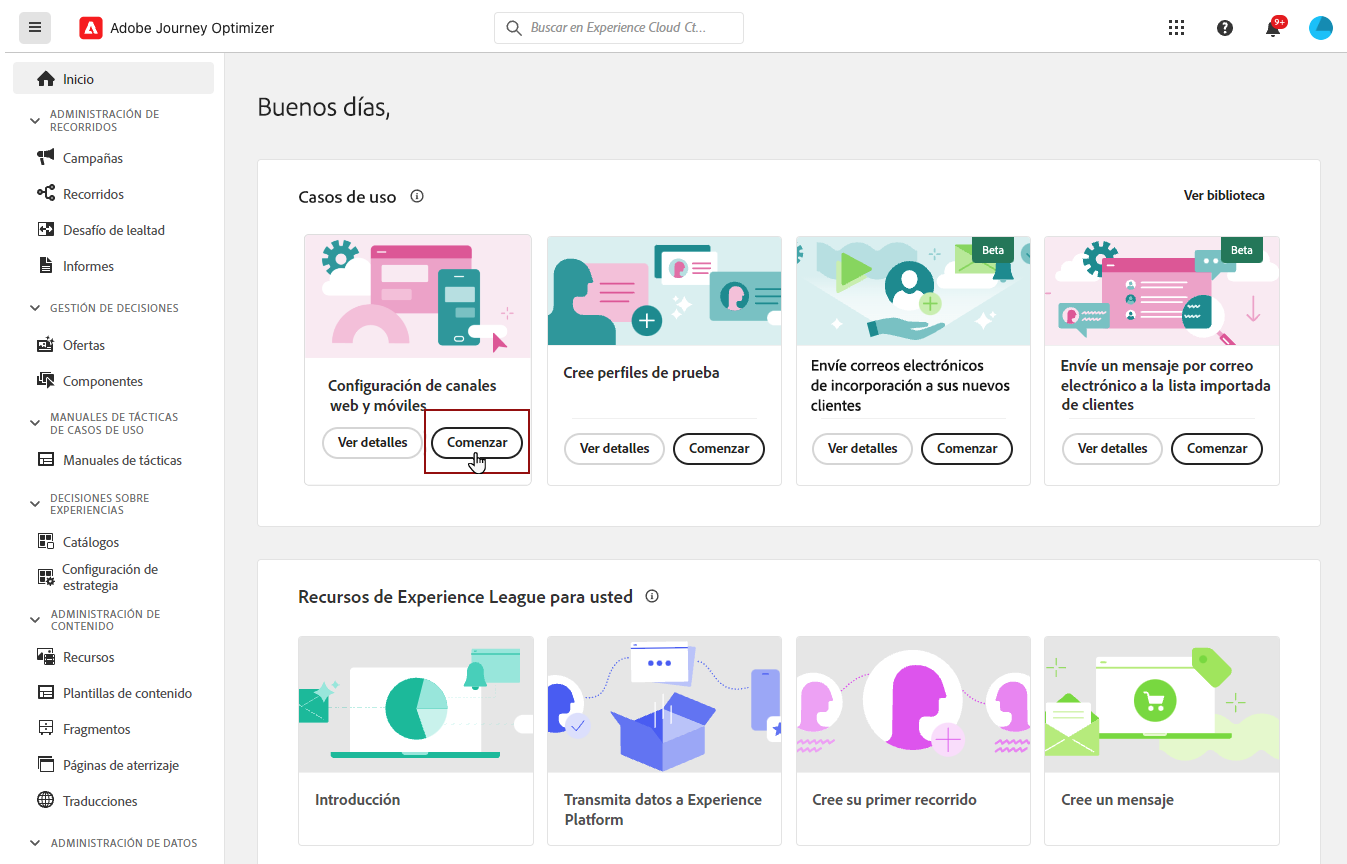 Adobe Journey Optimizer
Buscar en Experience Cloud Ct...
9+
Inicio
ADMINISTRACIÓN DE
RECORRIDOS
Campañas
Recorridos
Desafío de lealtad
Informes
GESTIÓN DE DECISIONES
Ofertas
Componentes
MANUALES DE TÁCTICAS
DE CASOS DE USO
Manuales de tácticas
DECISIONES SOBRE
EXPERIENCIAS
Catálogos
Configuración de
estrategia
ADMINISTRACIÓN DE
CONTENIDO
Recursos
Plantillas de contenido
Fragmentos
Páginas de aterrizaje
Traducciones
ADMINISTRACIÓN DE DATOS
Buenos días,
Casos de uso
Ver biblioteca
Configuración de canales
web y móviles
Ver detalles
Comenzar
Cree perfiles de prueba
Ver detalles
Comenzar
Beta
Envíe correos electrónicos
de incorporación a sus nuevos
clientes
Ver detalles
Comenzar
Beta
Envíe un mensaje por correo
electrónico a la lista importada
de clientes
Ver detalles
Comenzar
Recursos de Experience League para usted
Introducción
Transmita datos a Experience
Platform
Cree su primer recorrido
Cree un mensaje